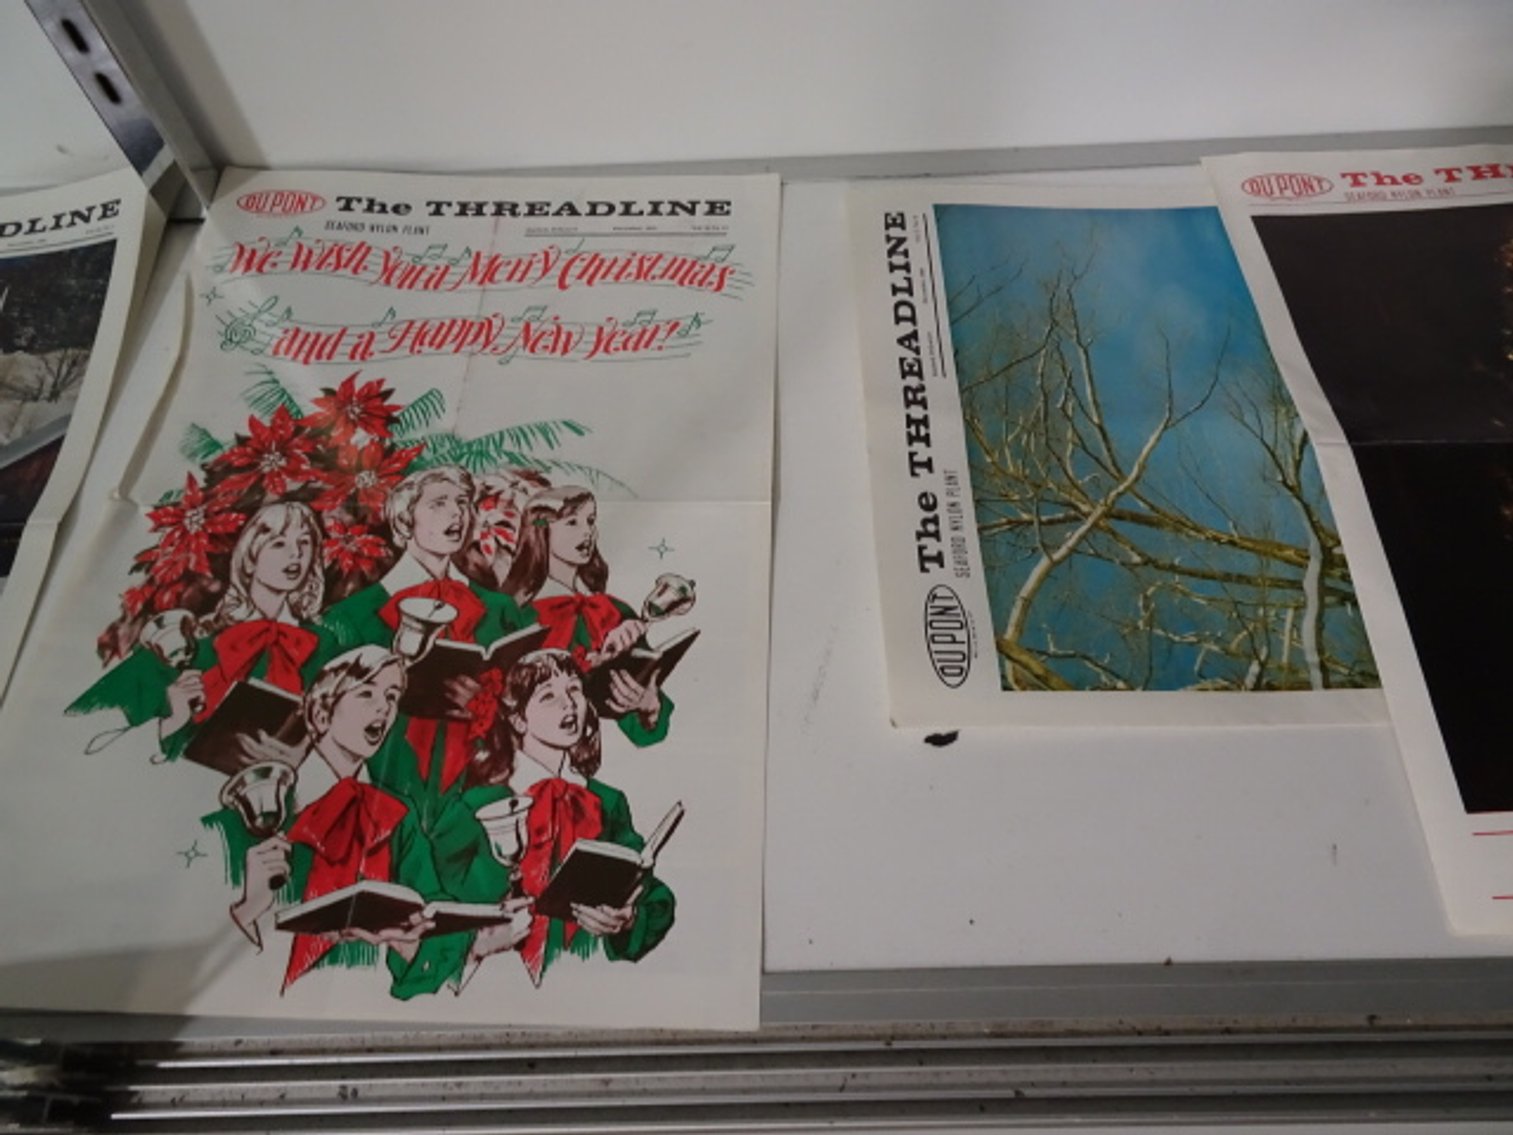 DLINE
DU PONT The THREADLINE
SEAFORD NYLON PLANT
We Wish You a Merry Christmas
and a Happy New Year!
The THREADLINE
SEAFORD NYLON PLANT
DU PONT
DU PONT The TH
SEAFORD NYLON PLANT